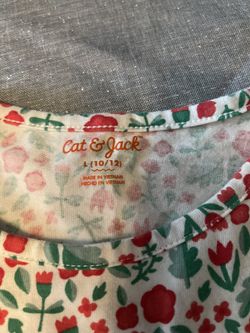 Cat & Jack
L (10/12)
MADE IN VIETNAM
HECHO EN VIETNAM